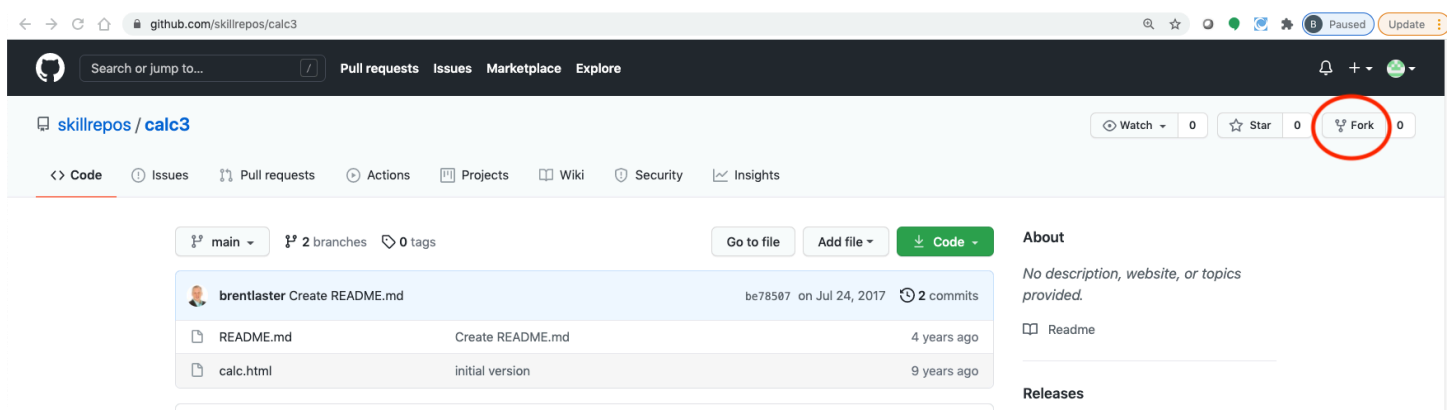 github.com/skillrepos/calc3 B Paused Update
Search or jump to... / Pull requests Issues Marketplace Explore
skillrepos / calc3 Watch 0 Star 0 Fork 0
<> Code Issues Pull requests Actions Projects Wiki Security Insights
main 2 branches 0 tags Go to file Add file Code About
No description, website, or topics
provided.
brentlaster Create README.md be78507 on Jul 24, 2017 2 commits
README.md Create README.md 4 years ago Readme
calc.html initial version 9 years ago
Releases